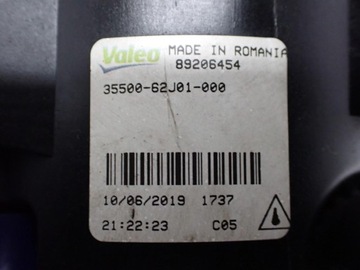 Valeo MADE IN ROMANIA
89206454
35500-62J01-000
10/06/2019 1737
21:22:23 C05